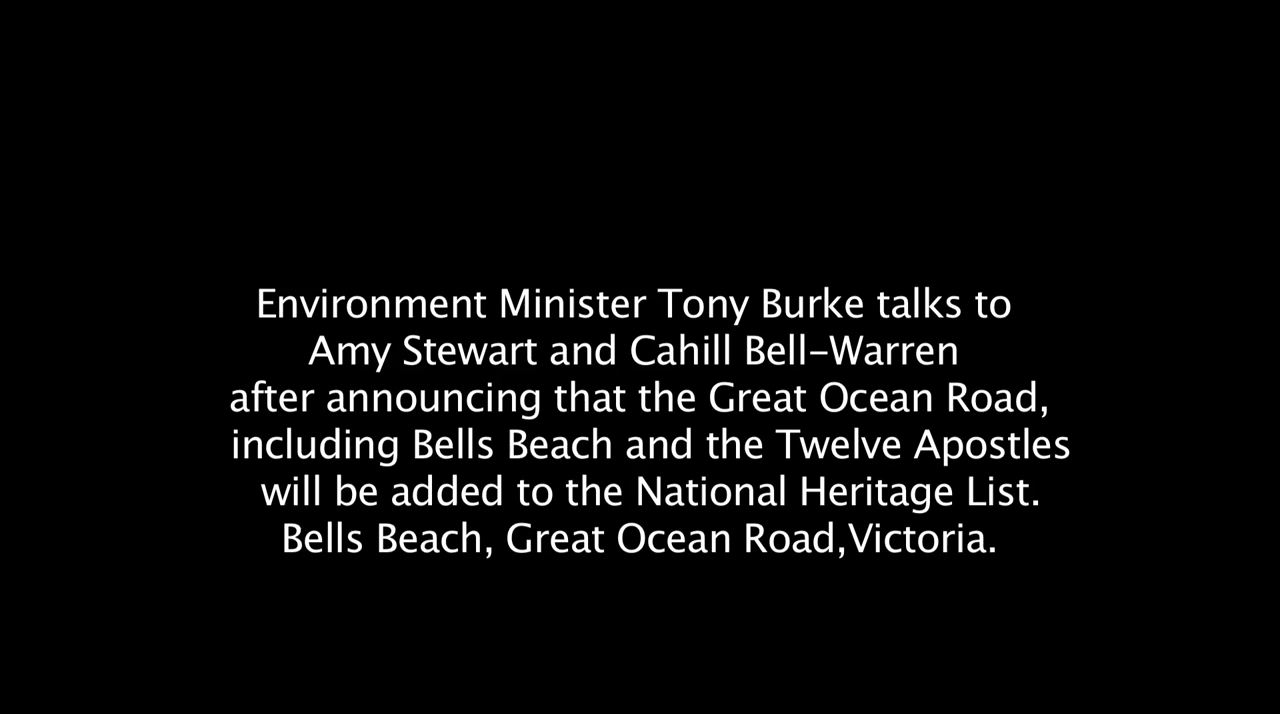 Environment Minister Tony Burke talks to
Amy Stewart and Cahill Bell-Warren
after announcing that the Great Ocean Road,
including Bells Beach and the Twelve Apostles
will be added to the National Heritage List.
Bells Beach, Great Ocean Road,Victoria.